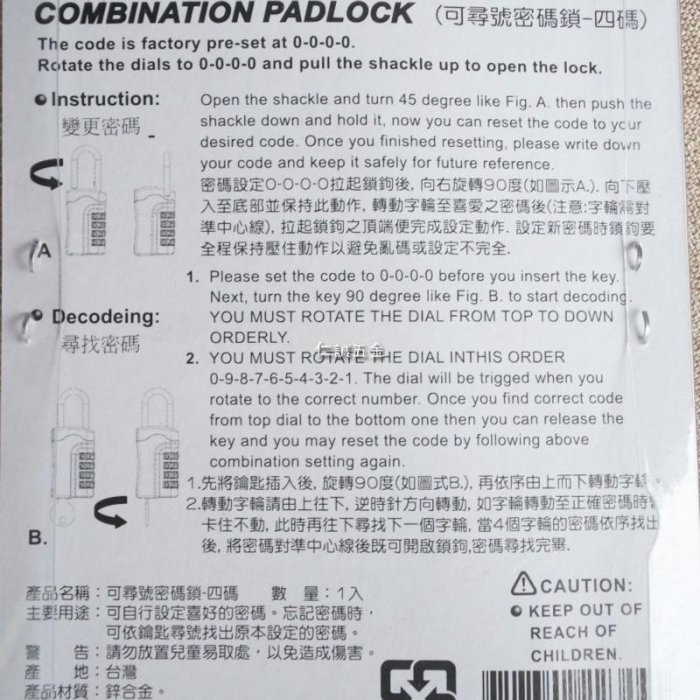 COMBINATION PADLOCK (可尋號密碼鎖-四碼)
The code is factory pre-set at 0-0-0-0.
Rotate the dials to 0-0-0-0 and pull the shackle up to open the lock.
Instruction:
變更密碼
Open the shackle and turn 45 degree like Fig. A. then push the
shackle down and hold it, now you can reset the code to your
desired code. Once you finished resetting, please write down
your code and keep it safely for future reference.
密碼設定0-0-0-0拉起鎖鉤後, 向右旋轉90度(如圖示A.), 向下壓
入至底部並保持此動作, 轉動字輪至喜愛之密碼後(注意:字輪需對
準中心線), 拉起鎖鉤之頂端便完成設定動作. 設定新密碼時鎖鉤要
全程保持壓住動作以避免亂碼或設定不完全.
A
1. Please set the code to 0-0-0-0 before you insert the key.
Next, turn the key 90 degree like Fig. B. to start decoding.
YOU MUST ROTATE THE DIAL FROM TOP TO DOWN
ORDERLY.
Decodeing:
尋找密碼
仁誠五金
2. YOU MUST ROTATE THE DIAL INTHIS ORDER
0-9-8-7-6-5-4-3-2-1. The dial will be trigged when you
rotate to the correct number. Once you find correct code
from top dial to the bottom one then you can release the
key and you may reset the code by following above
combination setting again.
1.先將鑰匙插入後, 旋轉90度(如圖式B.), 再依序由上而下轉動字輪。
2.轉動字輪請由上往下, 逆時針方向轉動, 如字輪轉動至正確密碼時
卡住不動, 此時再往下尋找下一個字輪, 當4個字輪的密碼依序找出
後, 將密碼對準中心線後既可開啟鎖鉤,密碼尋找完畢.
B.
產品名稱：可尋號密碼鎖-四碼 數 量：1入
主要用途：可自行設定喜好的密碼。忘記密碼時，
可依鑰匙尋號找出原本設定的密碼。
警 告：請勿放置兒童易取處，以免造成傷害。
產 地：台灣
產品材質：鋅合金。
CAUTION:
KEEP OUT OF
REACH OF
CHILDREN.